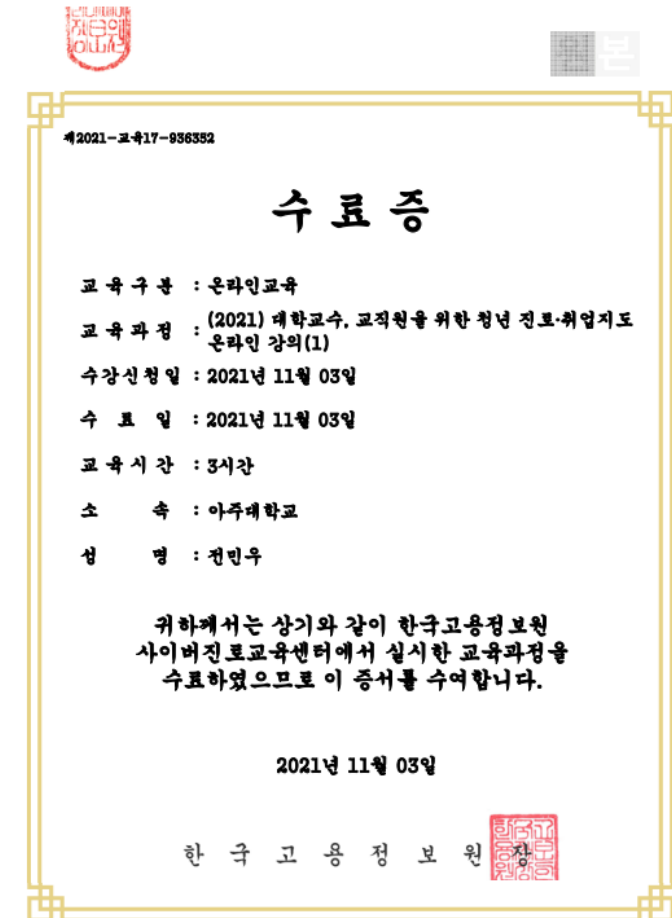 원본
제2021-교육17-936352
수 료 증
교 육 구 분 : 온라인교육
교 육 과 정 : (2021) 대학교수, 교직원을 위한 청년 진로·취업지도
온라인 강의(1)
수강신청일 : 2021년 11월 03일
수 료 일 : 2021년 11월 03일
교 육 시 간 : 3시간
소 속 : 아주대학교
성 명 : 전민우
귀하께서는 상기와 같이 한국고용정보원
사이버진로교육센터에서 실시한 교육과정을
수료하였으므로 이 증서를 수여합니다.
2021년 11월 03일
한 국 고 용 정 보 원 장